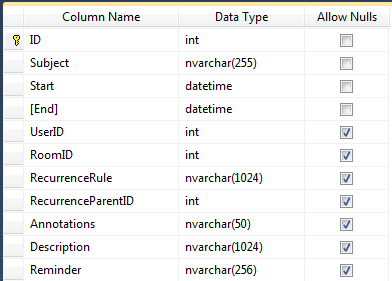 Column Name Data Type Allow Nulls
ID int
Subject nvarchar(255)
Start datetime
[End] datetime
UserID int
RoomID int
RecurrenceRule nvarchar(1024)
RecurrenceParentID int
Annotations nvarchar(50)
Description nvarchar(1024)
Reminder nvarchar(256)